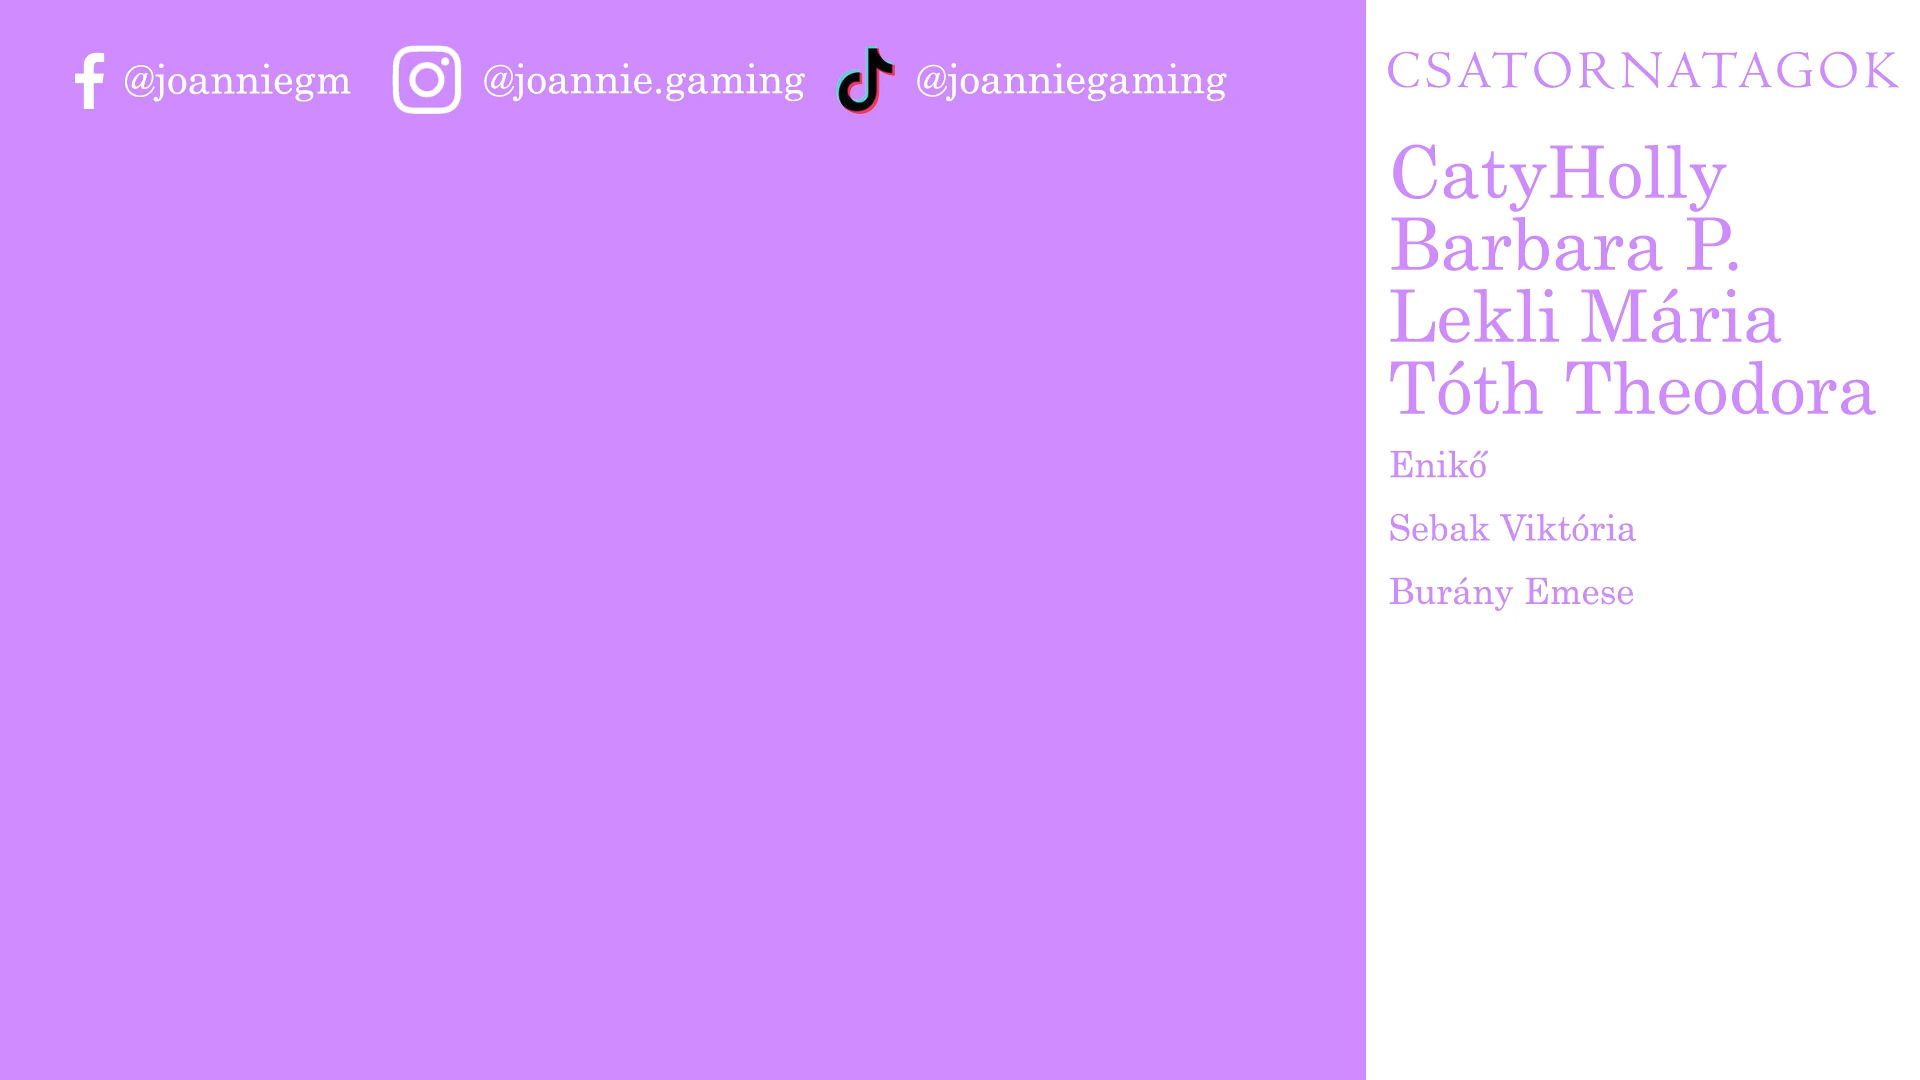 @joanniegm @joannie.gaming @joanniegaming
CSATORNATAGOK
CatyHolly
Barbara P.
Lekli Mária
Tóth Theodora
Enikő
Sebak Viktória
Burány Emese